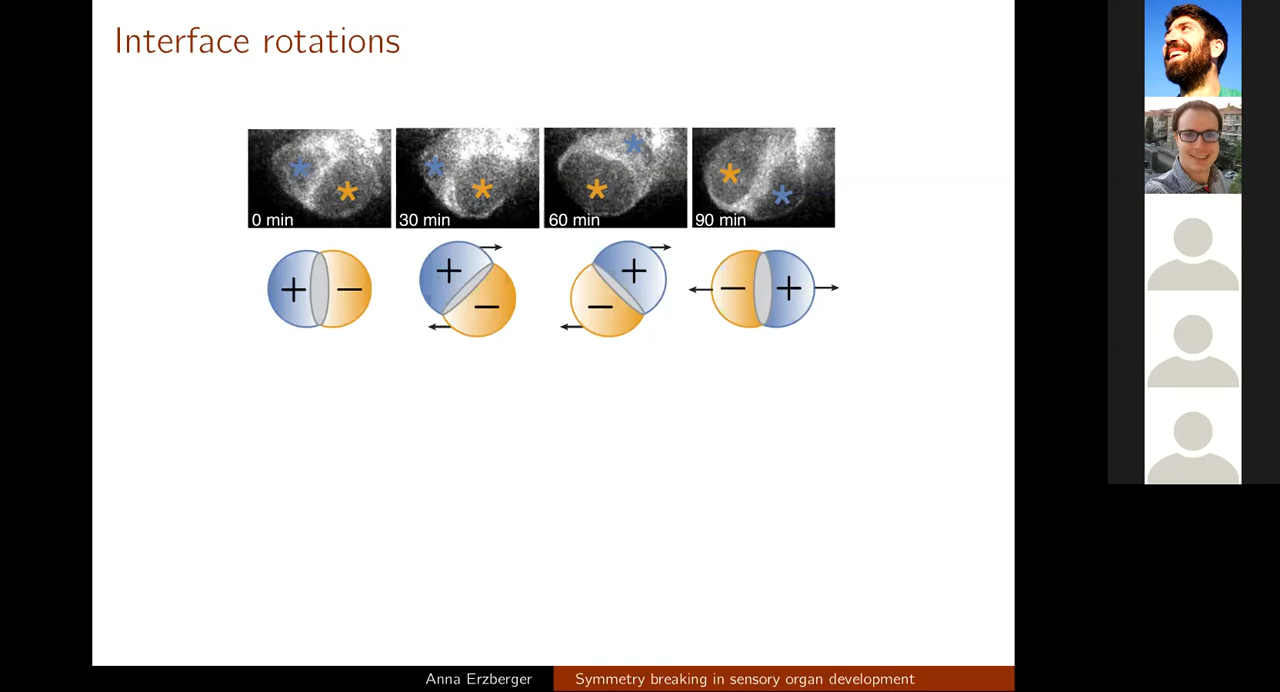 Interface rotations
0 min
30 min
60 min
90 min
+ −
+ −
+ −
− +
Anna Erzberger
Symmetry breaking in sensory organ development